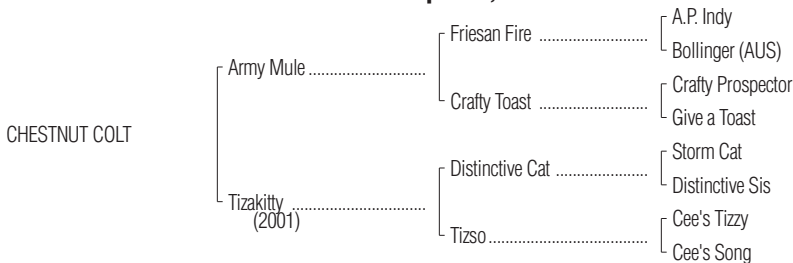 A.P. Indy
Friesan Fire ..........................
Bollinger (AUS)
Army Mule ............................
Crafty Prospector
Crafty Toast ..........................
Give a Toast
CHESTNUT COLT
Storm Cat
Distinctive Cat ......................
Distinctive Sis
Tizakitty ................................
(2001)
Cee's Tizzy
Tizso......................................
Cee's Song